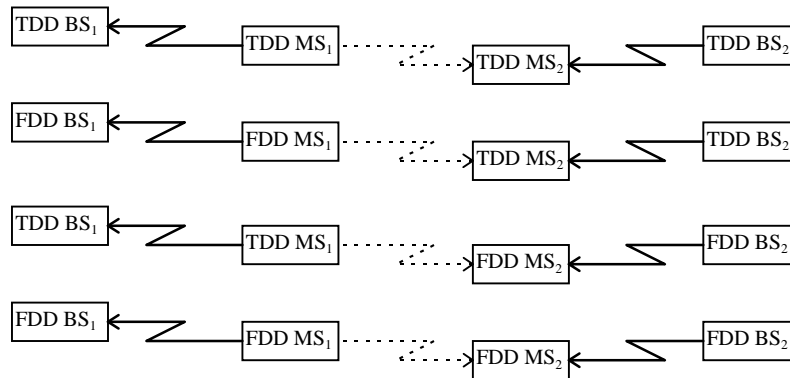 TDD BS₁ TDD MS₁ TDD MS₂ TDD BS₂
FDD BS₁ FDD MS₁ TDD MS₂ TDD BS₂
TDD BS₁ TDD MS₁ FDD MS₂ FDD BS₂
FDD BS₁ FDD MS₁ FDD MS₂ FDD BS₂